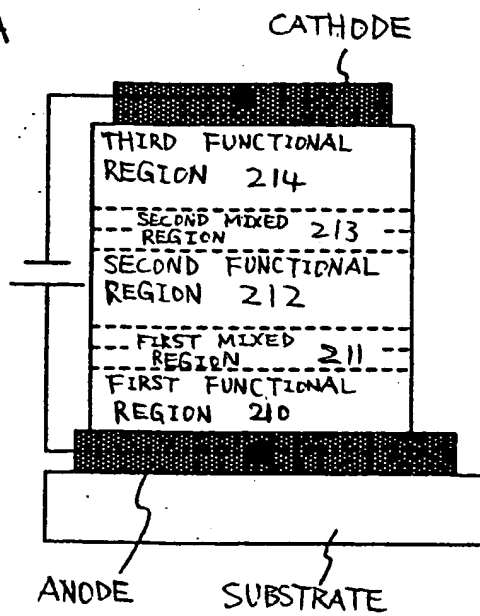 A
CATHODE
THIRD FUNCTIONAL
REGION 214
SECOND MIXED
REGION 213
SECOND FUNCTIONAL
REGION 212
FIRST MIXED
REGION 211
FIRST FUNCTIONAL
REGION 210
ANODE
SUBSTRATE